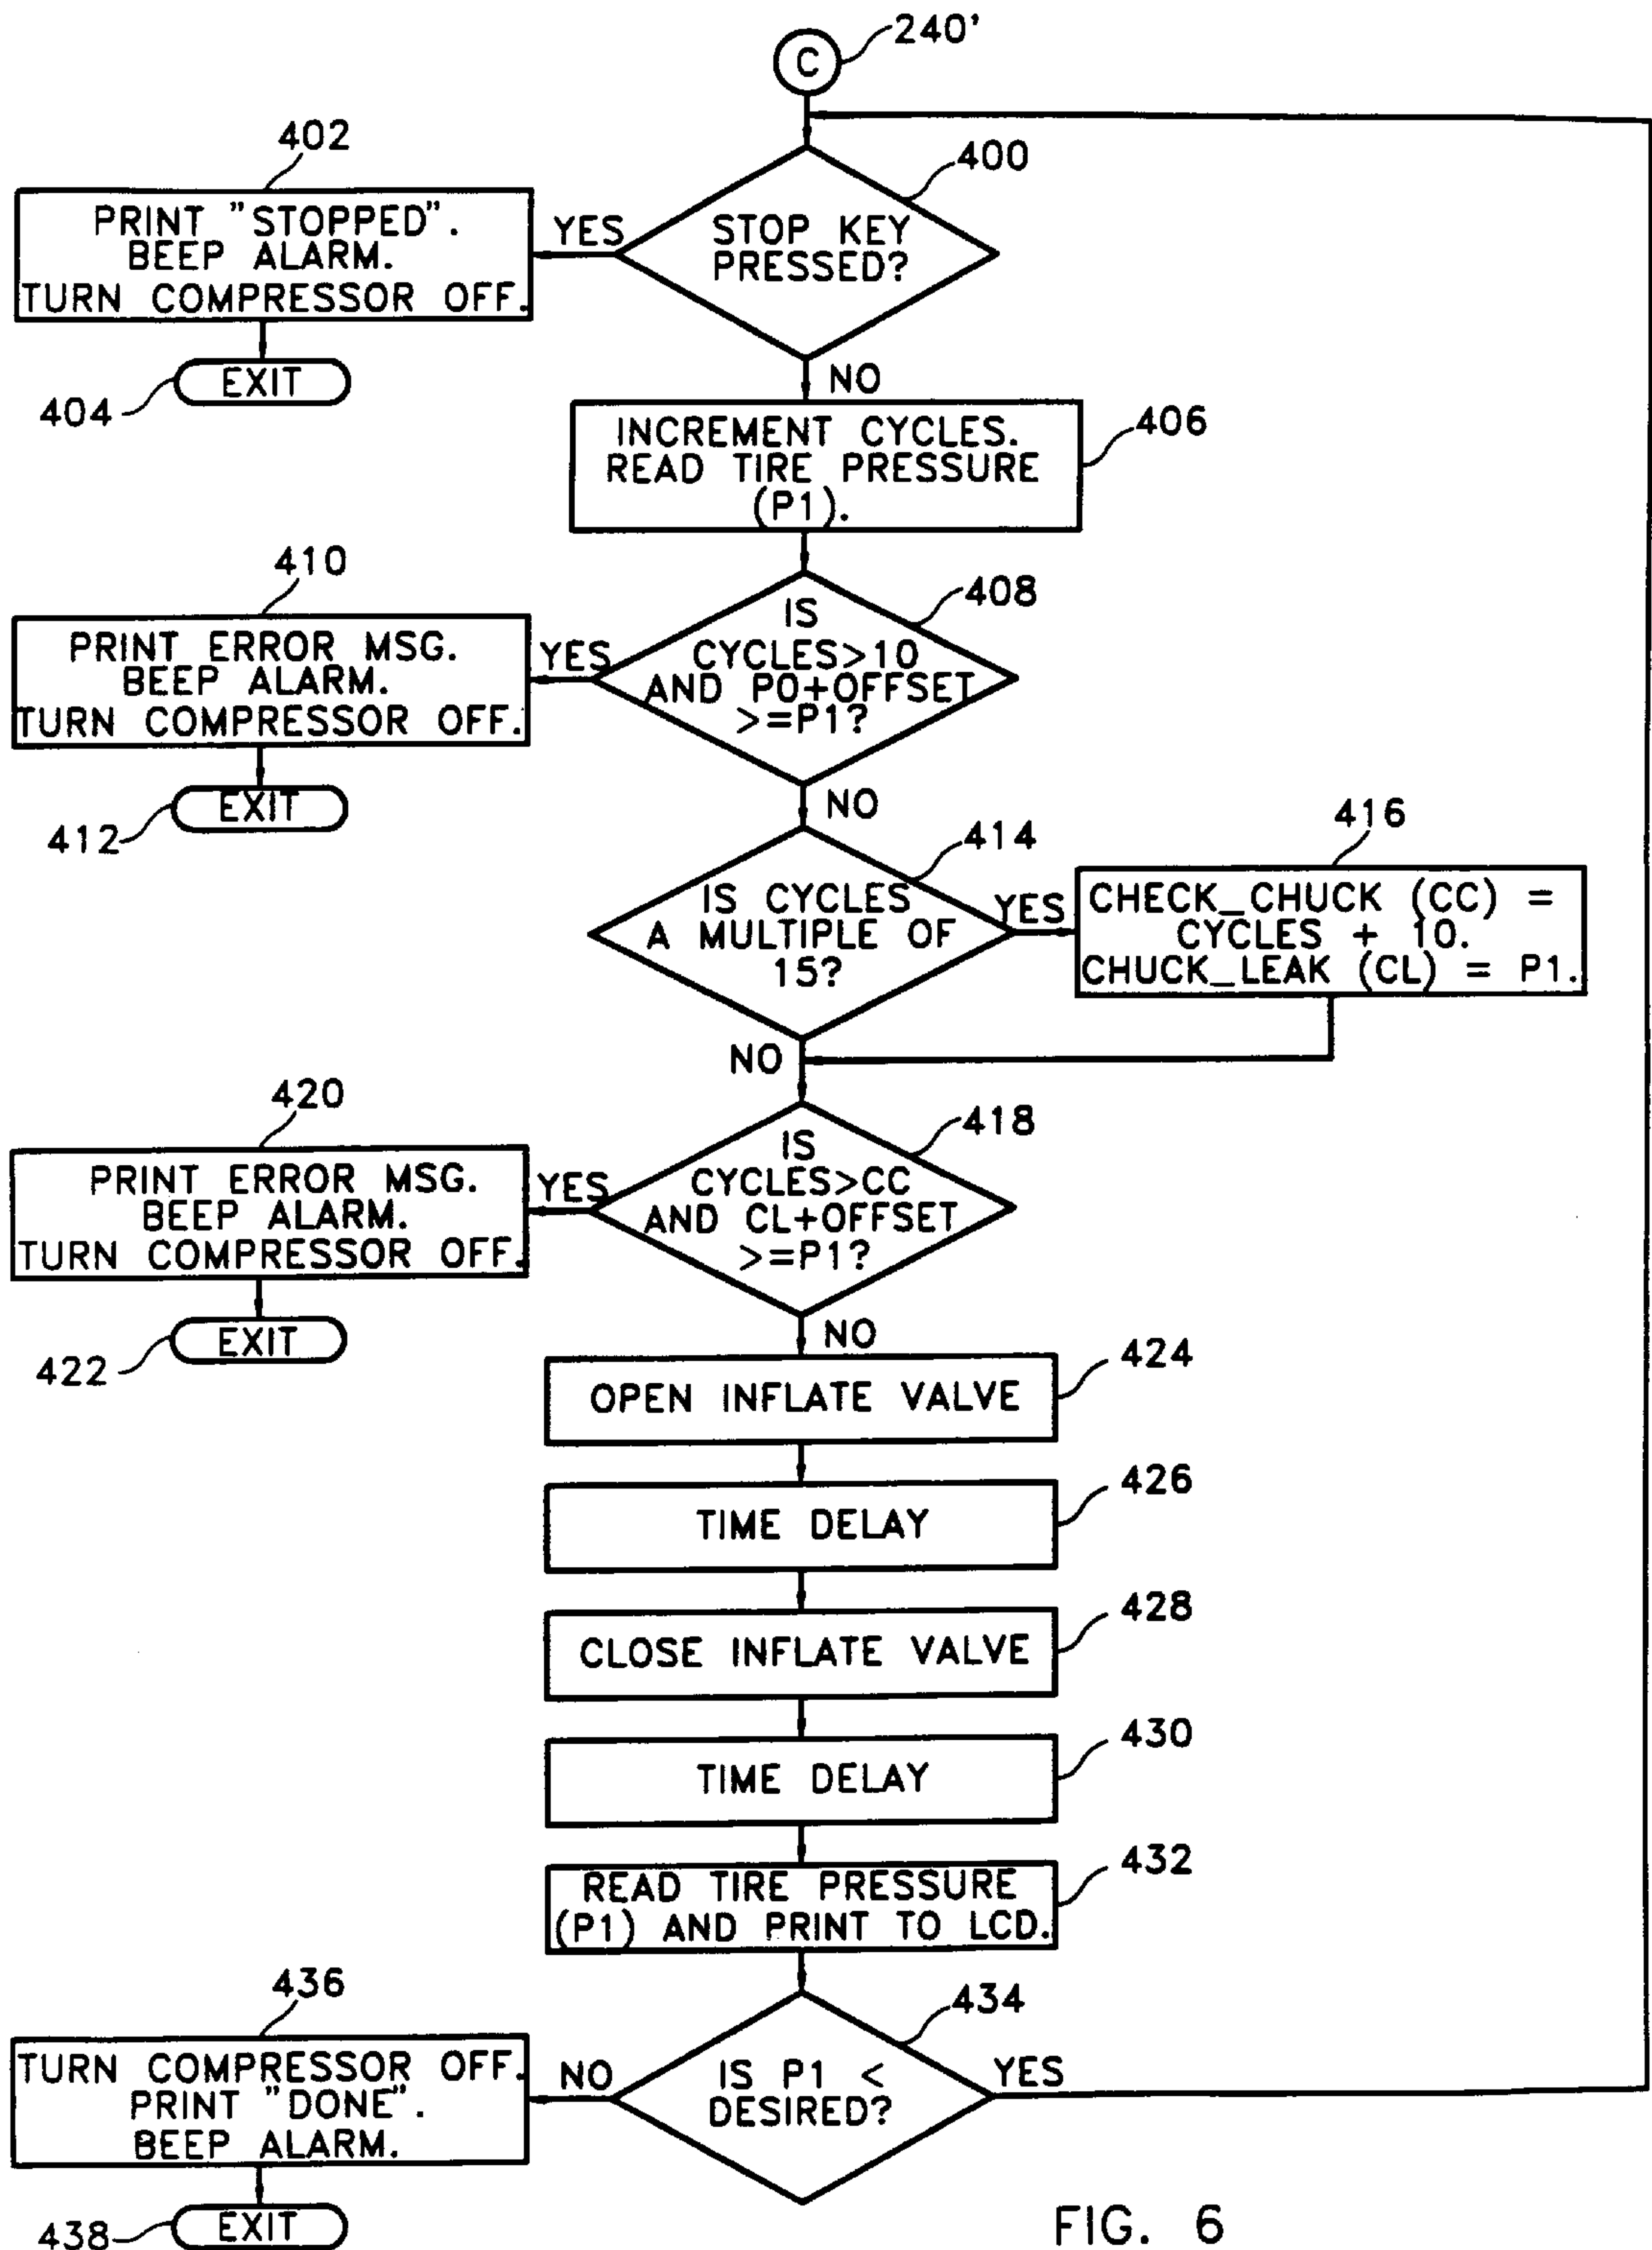 C
240'
402
400
PRINT "STOPPED".
BEEP ALARM.
TURN COMPRESSOR OFF.
YES
STOP KEY
PRESSED?
EXIT
404
NO
INCREMENT CYCLES.
READ TIRE PRESSURE
(P1).
406
410
408
PRINT ERROR MSG.
BEEP ALARM.
TURN COMPRESSOR OFF.
YES
IS
CYCLES>10
AND P0+OFFSET
>=P1?
EXIT
412
NO
414
416
IS CYCLES
A MULTIPLE OF
15?
YES
CHECK_CHUCK (CC) =
CYCLES + 10.
CHUCK_LEAK (CL) = P1.
NO
420
418
PRINT ERROR MSG.
BEEP ALARM.
TURN COMPRESSOR OFF.
YES
IS
CYCLES>CC
AND CL+OFFSET
>=P1?
EXIT
422
NO
424
OPEN INFLATE VALVE
426
TIME DELAY
428
CLOSE INFLATE VALVE
430
TIME DELAY
432
READ TIRE PRESSURE
(P1) AND PRINT TO LCD.
436
434
TURN COMPRESSOR OFF.
PRINT "DONE".
BEEP ALARM.
NO
IS P1 <
DESIRED?
YES
EXIT
438
FIG. 6